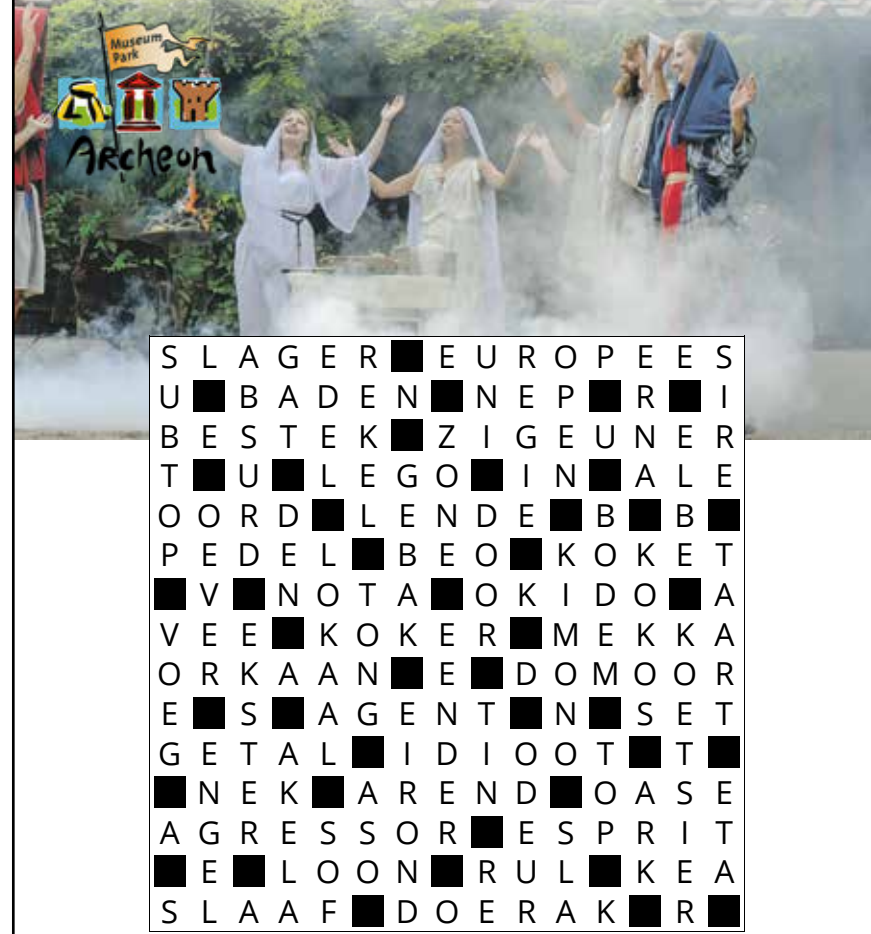 Museum
Park
Archeon
S L A G E R ■ E U R O P E E S
U ■ B A D E N ■ N E P ■ R ■ I
B E S T E K ■ Z I G E U N E R
T ■ U ■ L E G O ■ I N ■ A L E
O O R D ■ L E N D E ■ B ■ B ■
P E D E L ■ B E O ■ K O K E T
■ V ■ N O T A ■ O K I D O ■ A
V E E ■ K O K E R ■ M E K K A
O R K A A N ■ E ■ D O M O O R
E ■ S ■ A G E N T ■ N ■ S E T
G E T A L ■ I D I O O T ■ T ■
■ N E K ■ A R E N D ■ O A S E
A G R E S S O R ■ E S P R I T
■ E ■ L O O N ■ R U L ■ K E A
S L A A F ■ D O E R A K ■ R ■